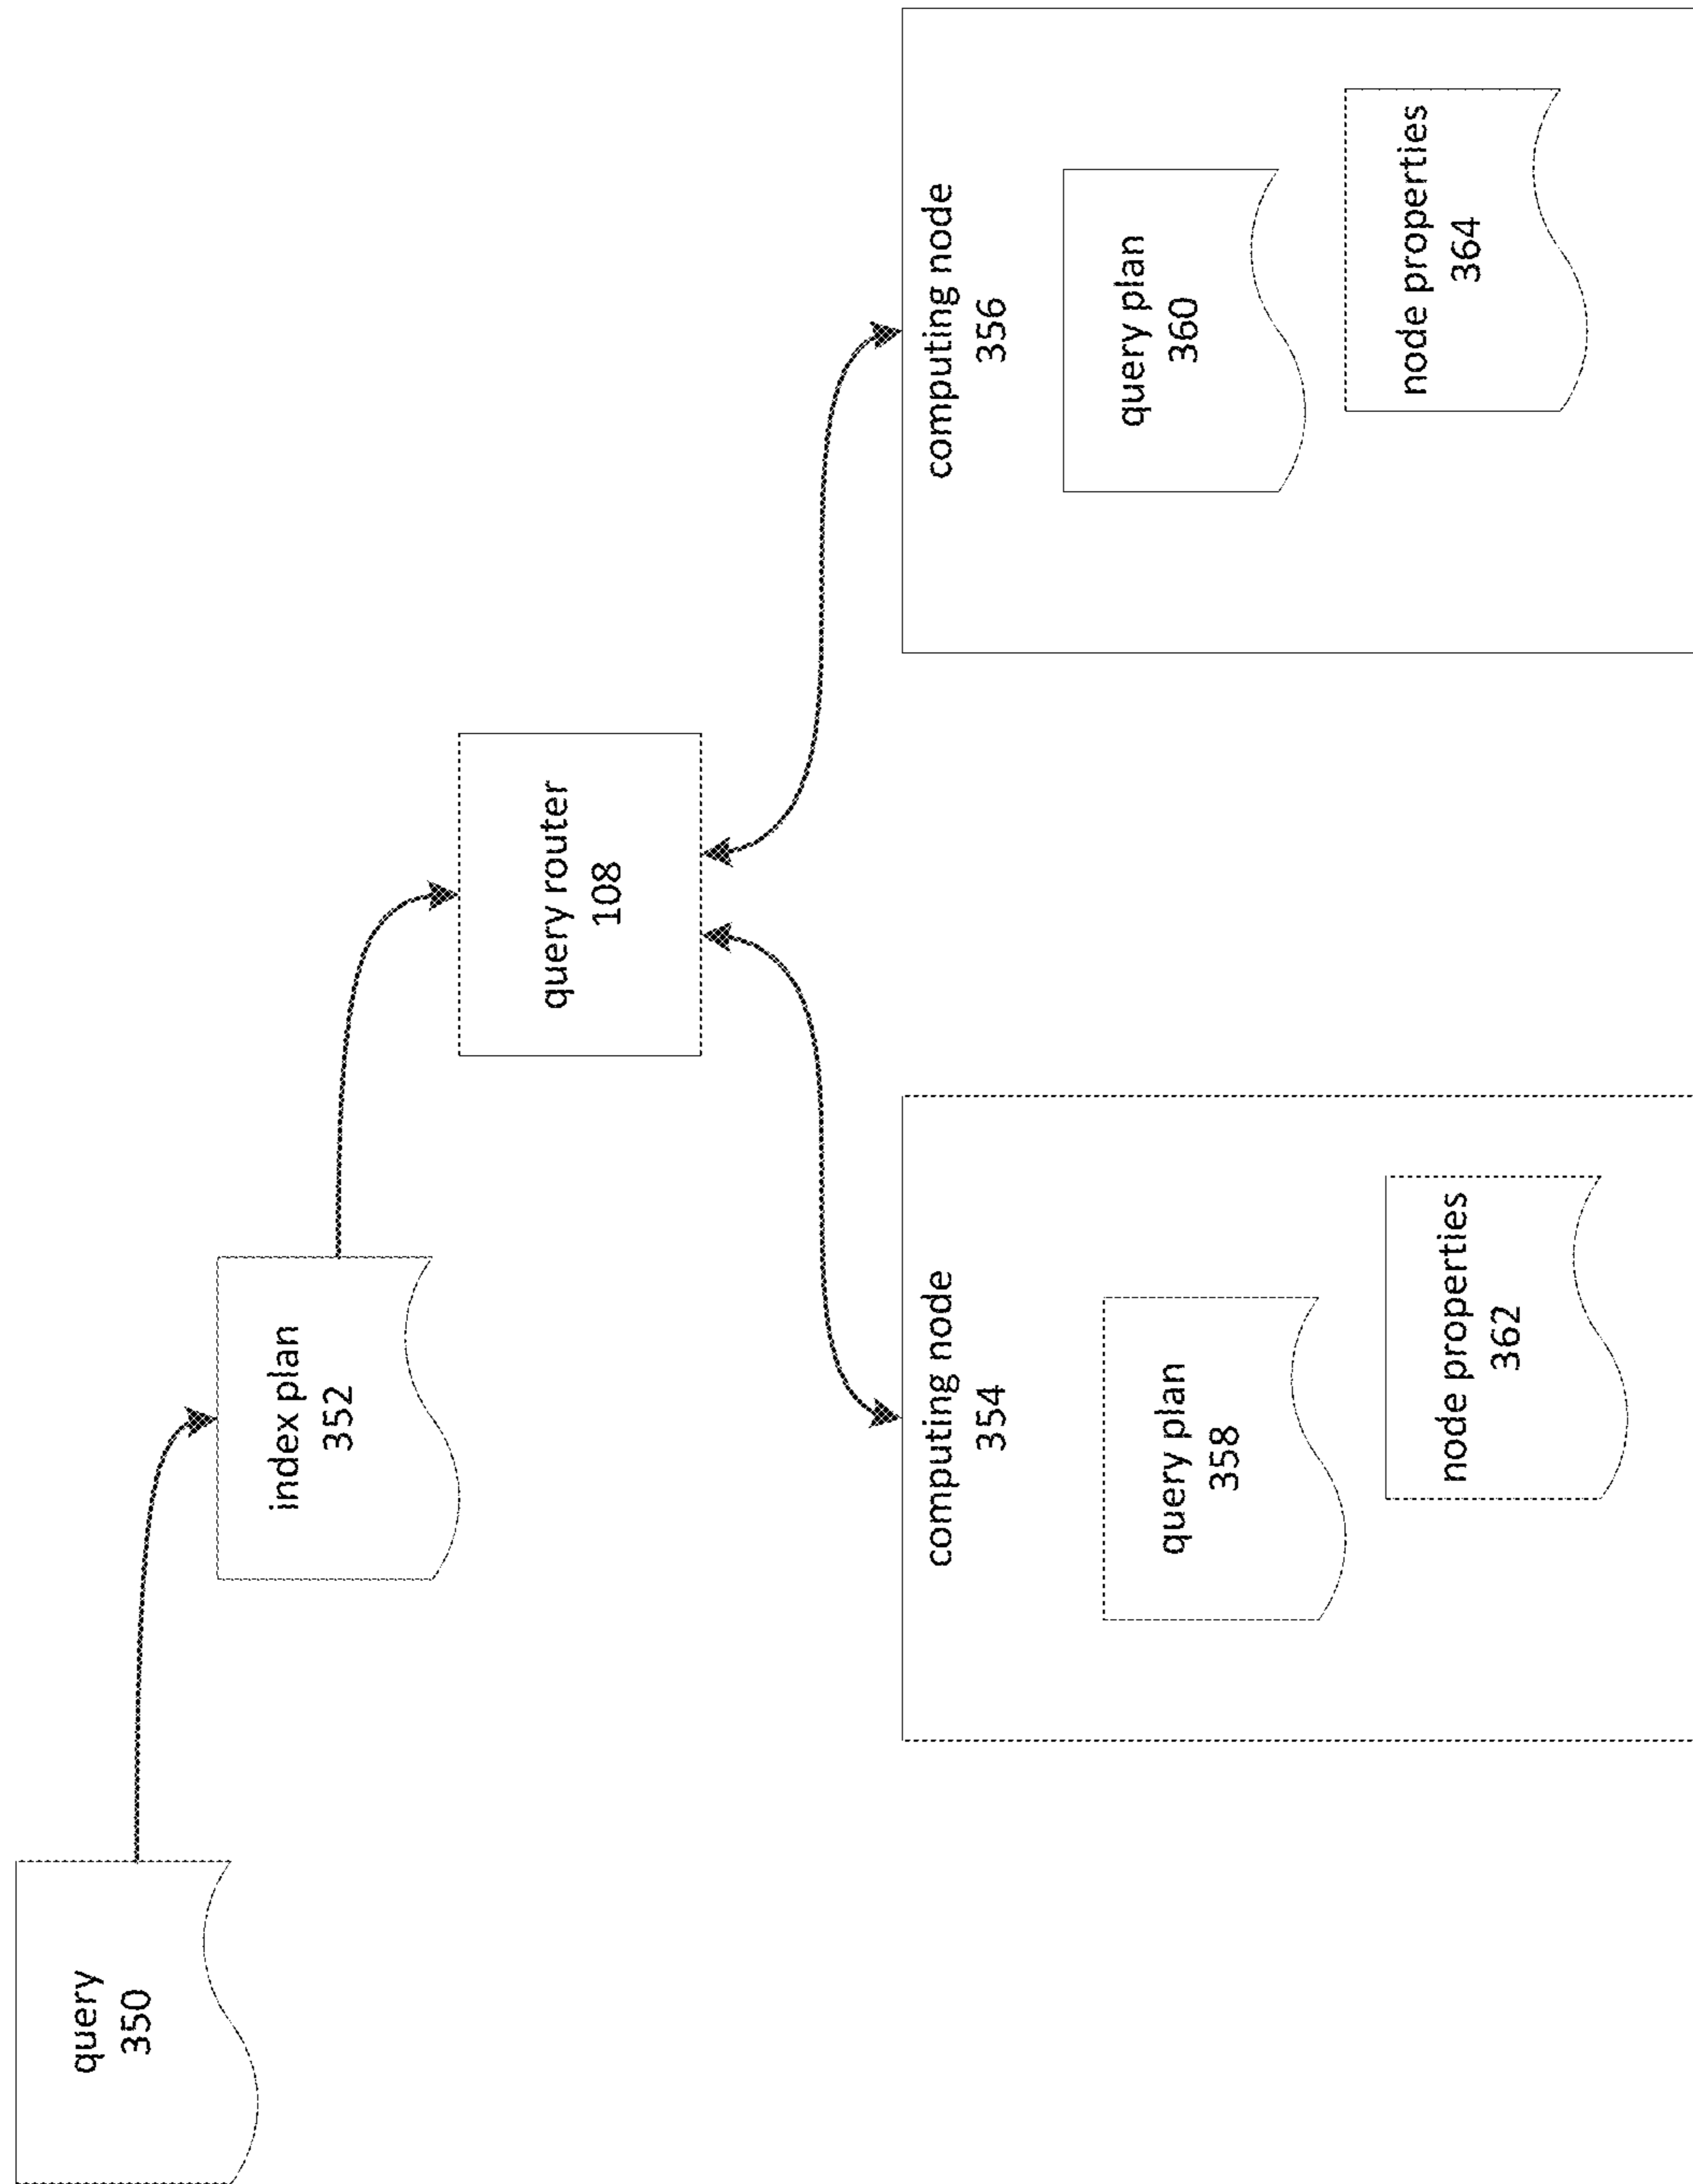 query
350
index plan
352
query router
108
computing node
354
query plan
358
node properties
362
computing node
356
query plan
360
node properties
364